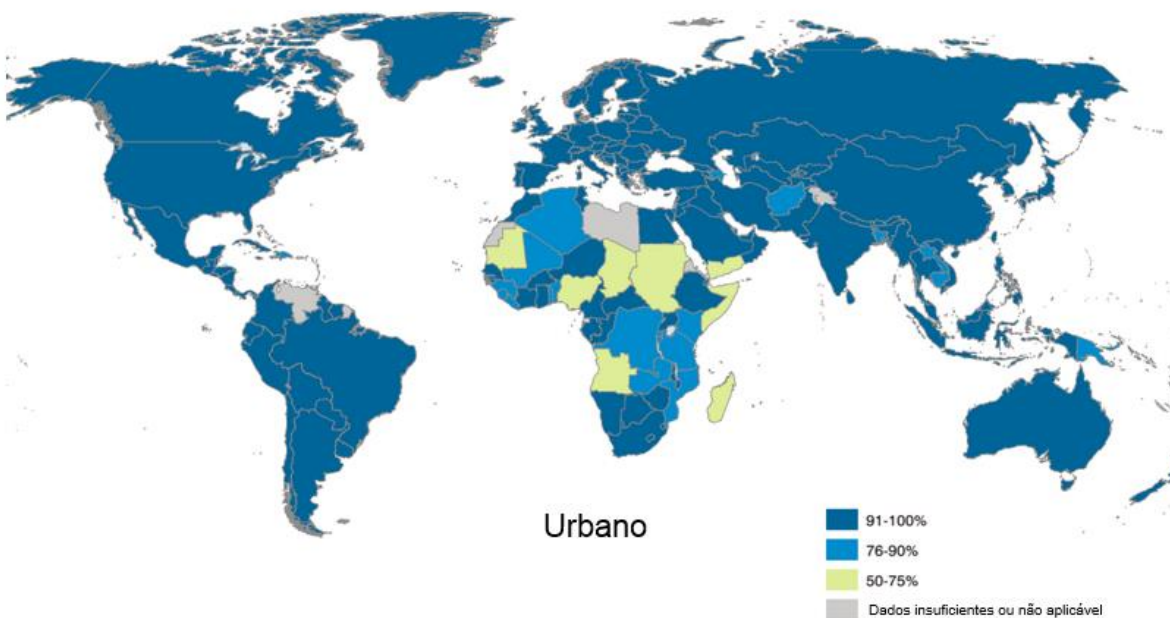 Urbano
91-100%
76-90%
50-75%
Dados insuficientes ou não aplicável